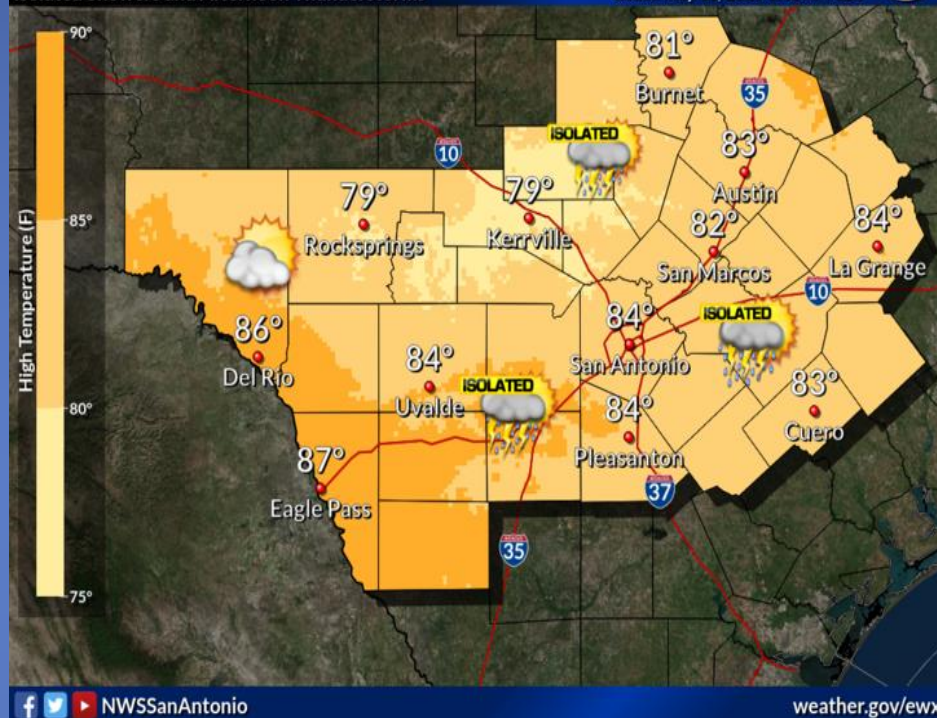 90°
85°
80°
75°
High Temperature (F)
81°
Burnet
35
ISOLATED
10
83°
Austin
79°
Rocksprings
79°
Kerrville
82°
San Marcos
84°
La Grange
10
86°
Del Rio
84°
Uvalde
84°
San Antonio
ISOLATED
ISOLATED
83°
Cuero
84°
Pleasanton
87°
Eagle Pass
37
35
NWSSanAntonio
weather.gov/ewx